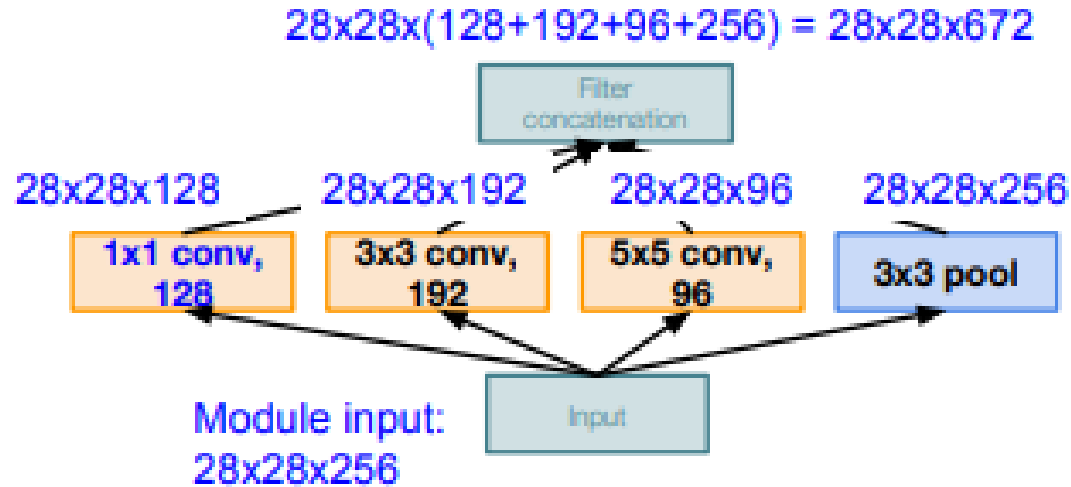 28x28x(128+192+96+256) = 28x28x672
Filter
concatenation
28x28x128
28x28x192
28x28x96
28x28x256
1x1 conv,
128
3x3 conv,
192
5x5 conv,
96
3x3 pool
Module input:
28x28x256
Input